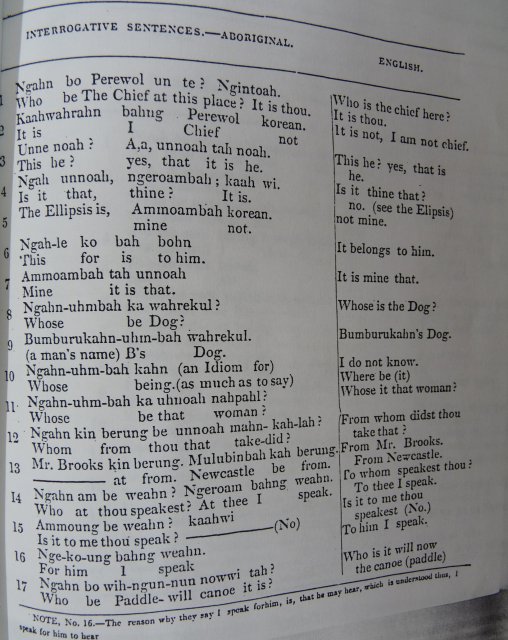 INTERROGATIVE SENTENCES.—ABORIGINAL.
ENGLISH.
1 Ngahn bo Perewol un te? Ngintoah. Who is the chief here?
Who be The Chief at this place? It is thou. It is thou.
2 Kaahwahrahn bahng Perewol korean. It is not, I am not chief.
It is I Chief not
3 Unne noah? A,a, unnoah tah noah. This he? yes, that is
This he? yes, that it is he. he.
4 Ngah unnoah, ngeroambah; kaah wi. Is it thine that?
Is it that, thine? It is. no. (see the Elipsis)
5 The Ellipsis is, Ammoambah korean. not mine.
mine not.
6 Ngah-le ko bah bohn It belongs to him.
This for is to him.
7 Ammoambah tah unnoah It is mine that.
Mine it is that.
8 Ngahn-uhmbah ka wahrekul? Whose is the Dog?
Whose be Dog?
9 Bumburukahn-uhm-bah wahrekul. Bumburukahn's Dog.
(a man's name) B's Dog.
10 Ngahn-uhm-bah kahn (an Idiom for) I do not know.
Whose being.(as much as to say) Where be (it)
11 Ngahn-uhm-bah ka uhnoah nahpahl? Whose it that woman?
Whose be that woman?
12 Ngahn kin berung be unnoah mahn- kah-lah? From whom didst thou
Whom from thou that take-did? take that?
13 Mr. Brooks kin berung. Mulubinbah kah berung. From Mr. Brooks.
at from. Newcastle be from. From Newcastle.
14 Ngahn am be weahn? Ngeroam bahng weahn. To whom speakest thou?
Who at thou speakest? At thee I speak. To thee I speak.
15 Ammoung be weahn? kaahwi Is it to me thou
Is it to me thou speak? (No) speakest (No.)
16 Nge-ko-ung bahng weahn. To him I speak.
For him I speak
17 Ngahn bo wih-ngun-nun nowwi tah? Who is it will now
Who be Paddle- will canoe it is? the canoe (paddle)
NOTE, No. 16.—The reason why they say I speak for him, is, that he may hear, which is understood thus, I
speak for him to hear